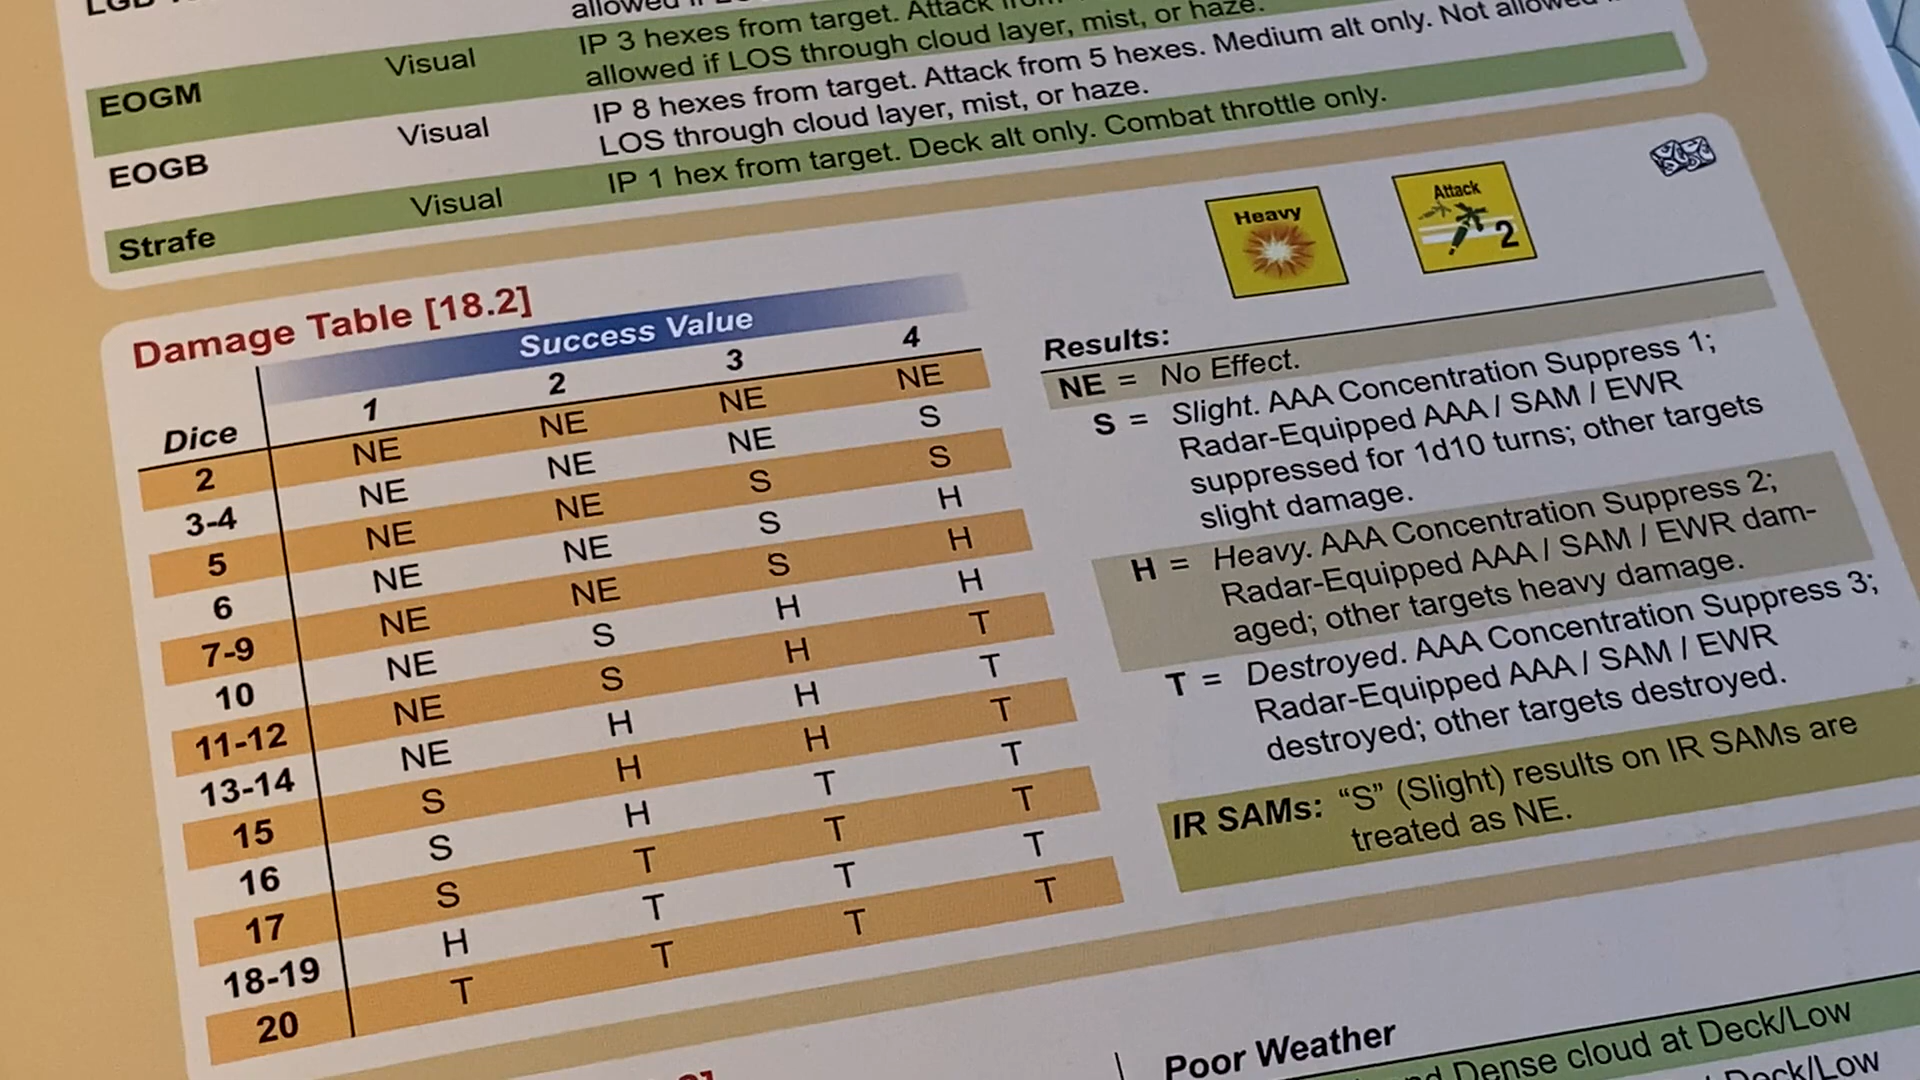 allowed
IP 3 hexes from target. Attack
EOGM Visual allowed if LOS through cloud layer, mist, or haze.
IP 8 hexes from target. Attack from 5 hexes. Medium alt only. Not allowed
EOGB Visual LOS through cloud layer, mist, or haze.
Strafe Visual IP 1 hex from target. Deck alt only. Combat throttle only.
Heavy
Attack
2
Damage Table [18.2]
Success Value
Dice 1 2 3 4
2 NE NE NE NE
3-4 NE NE NE S
5 NE NE S S
6 NE NE S H
7-9 NE NE S H
10 NE S H H
11-12 NE S H T
13-14 NE H H T
15 S H H T
16 S H T T
17 S T T T
18-19 H T T T
20 T T T T
Results:
NE = No Effect.
S = Slight. AAA Concentration Suppress 1;
Radar-Equipped AAA / SAM / EWR
suppressed for 1d10 turns; other targets
slight damage.
H = Heavy. AAA Concentration Suppress 2;
Radar-Equipped AAA / SAM / EWR dam-
aged; other targets heavy damage.
T = Destroyed. AAA Concentration Suppress 3;
Radar-Equipped AAA / SAM / EWR
destroyed; other targets destroyed.
IR SAMs: “S” (Slight) results on IR SAMs are
treated as NE.
Poor Weather
Dense cloud at Deck/Low
Deck/Low